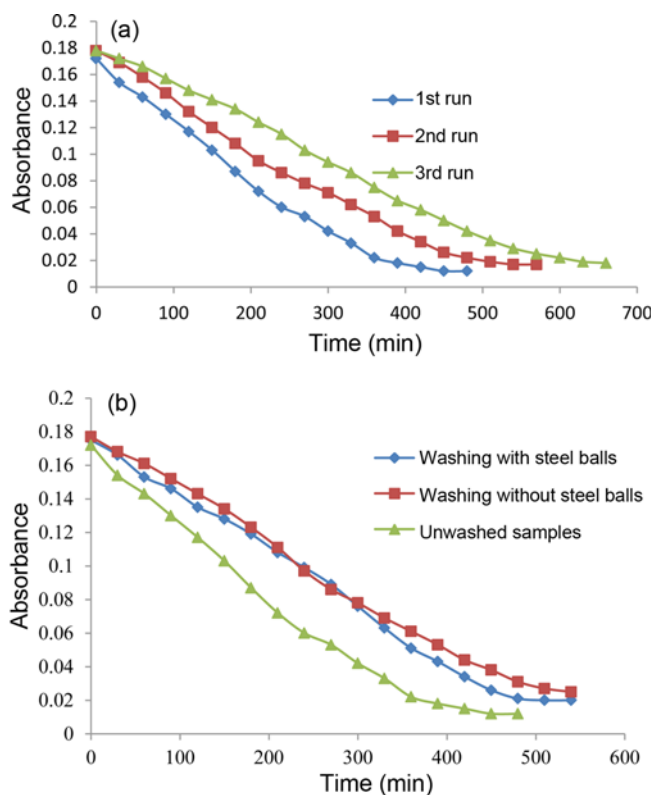 (a)
0.2
0.18
0.16
0.14
0.12
0.1
0.08
0.06
0.04
0.02
0
Absorbance
1st run
2nd run
3rd run
0 100 200 300 400 500 600 700
Time (min)
(b)
0.2
0.18
0.16
0.14
0.12
0.1
0.08
0.06
0.04
0.02
0
Absorbance
Washing with steel balls
Washing without steel balls
Unwashed samples
0 100 200 300 400 500 600
Time (min)